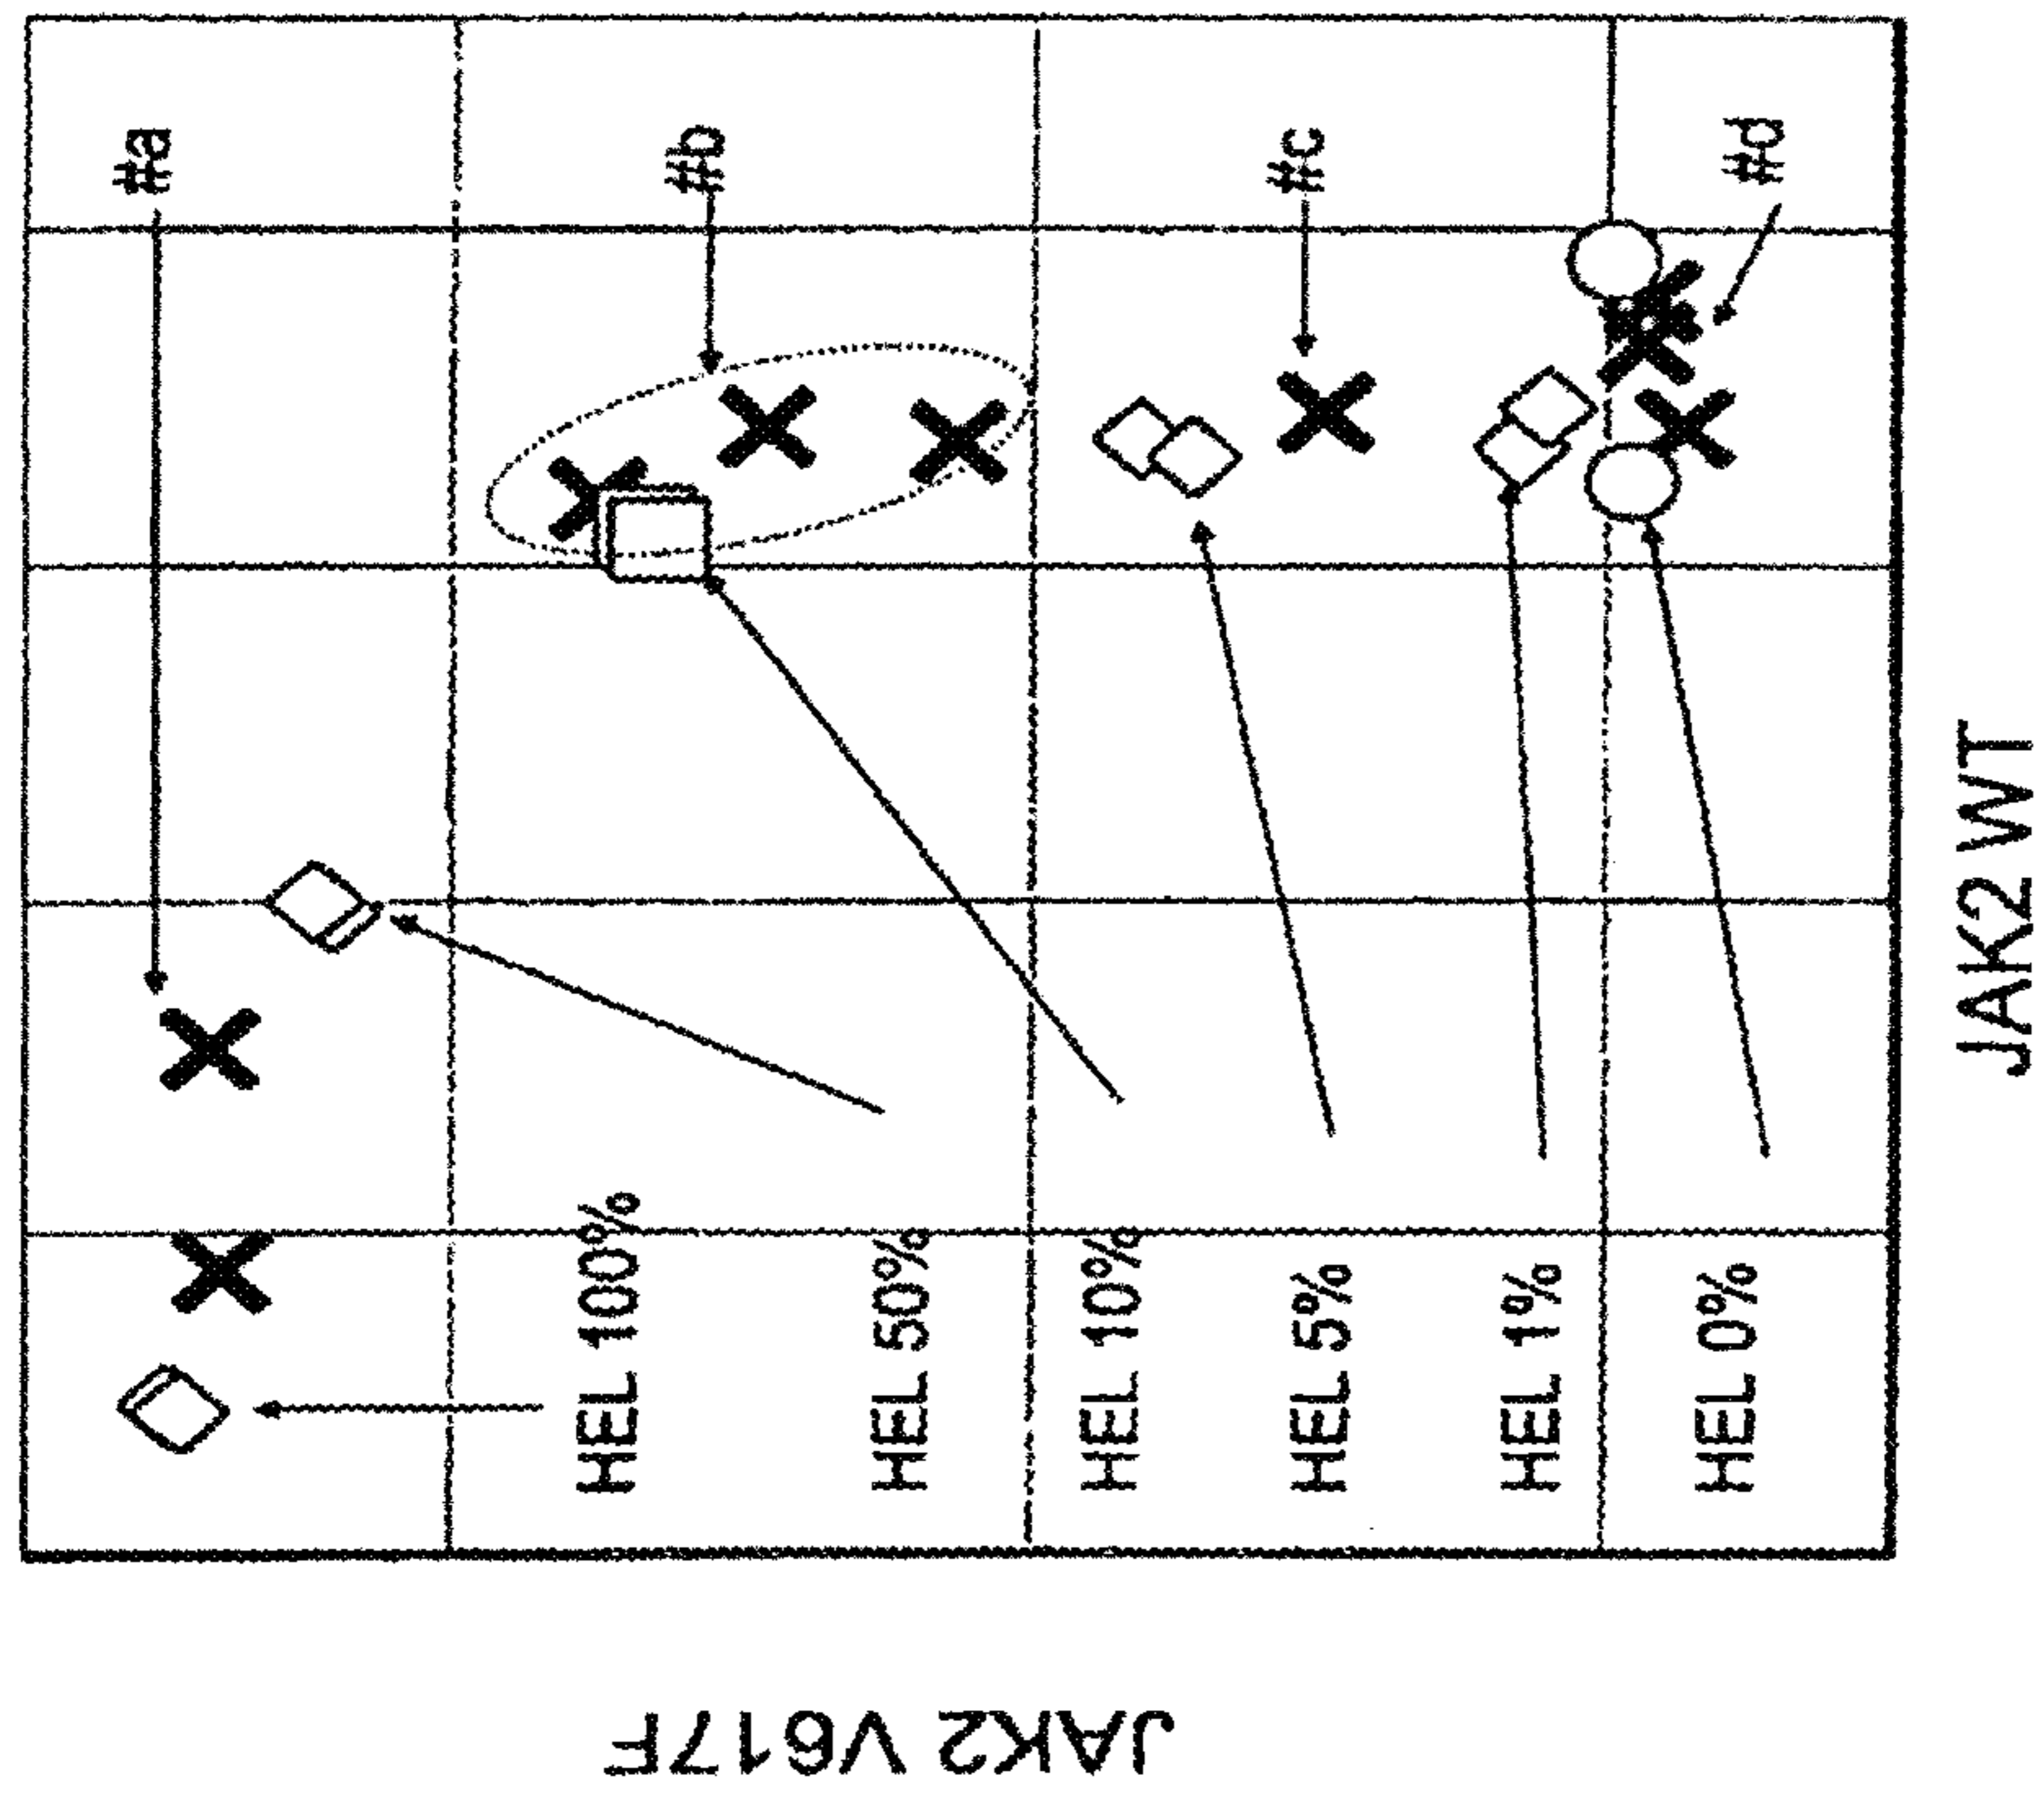 #a
#b
#c
#d
HEL 100%
HEL 50%
HEL 10%
HEL 5%
HEL 1%
HEL 0%
JAK2 WT
JAK2 V617F